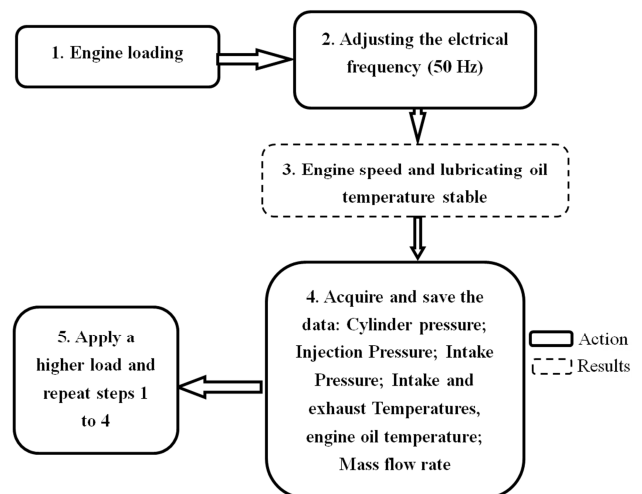 1. Engine loading
2. Adjusting the elctrical
frequency (50 Hz)
3. Engine speed and lubricating oil
temperature stable
4. Acquire and save the
data: Cylinder pressure;
Injection Pressure; Intake
Pressure; Intake and
exhaust Temperatures,
engine oil temperature;
Mass flow rate
5. Apply a
higher load and
repeat steps 1
to 4
Action
Results